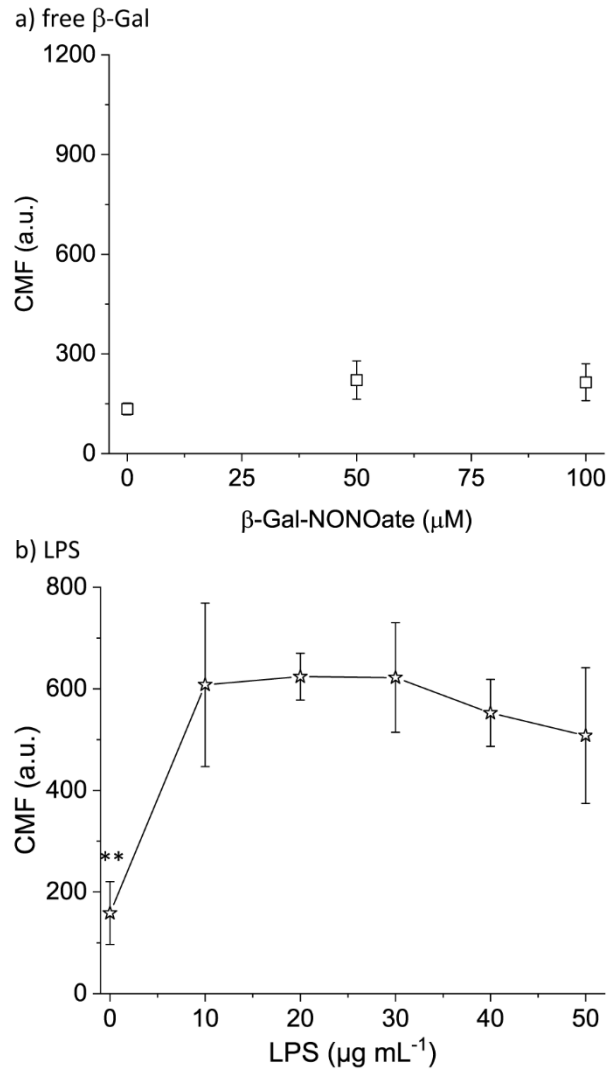 a) free β-Gal
1200
900
600
300
0
CMF (a.u.)
0 25 50 75 100
β-Gal-NONOate (μM)
b) LPS
800
600
400
200
0
CMF (a.u.)
**
0 10 20 30 40 50
LPS (µg mL⁻¹)